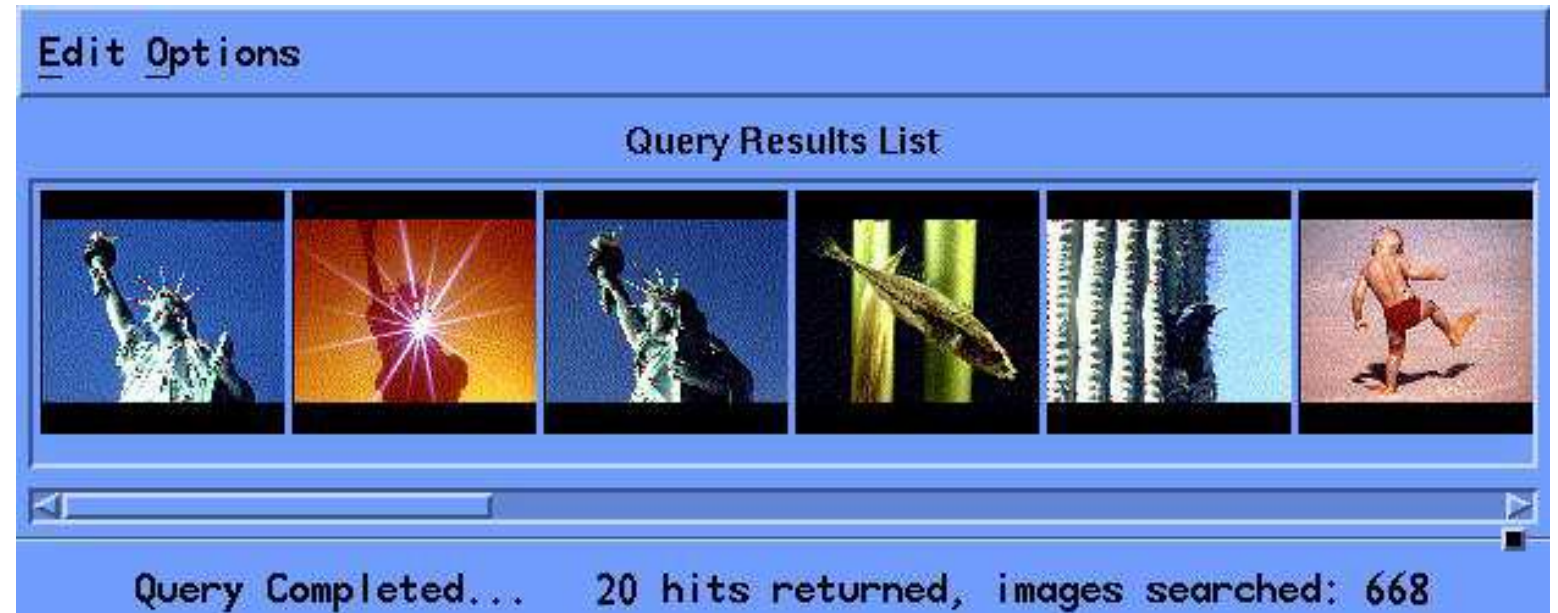 Edit Options
Query Results List
Query Completed... 20 hits returned, images searched: 668